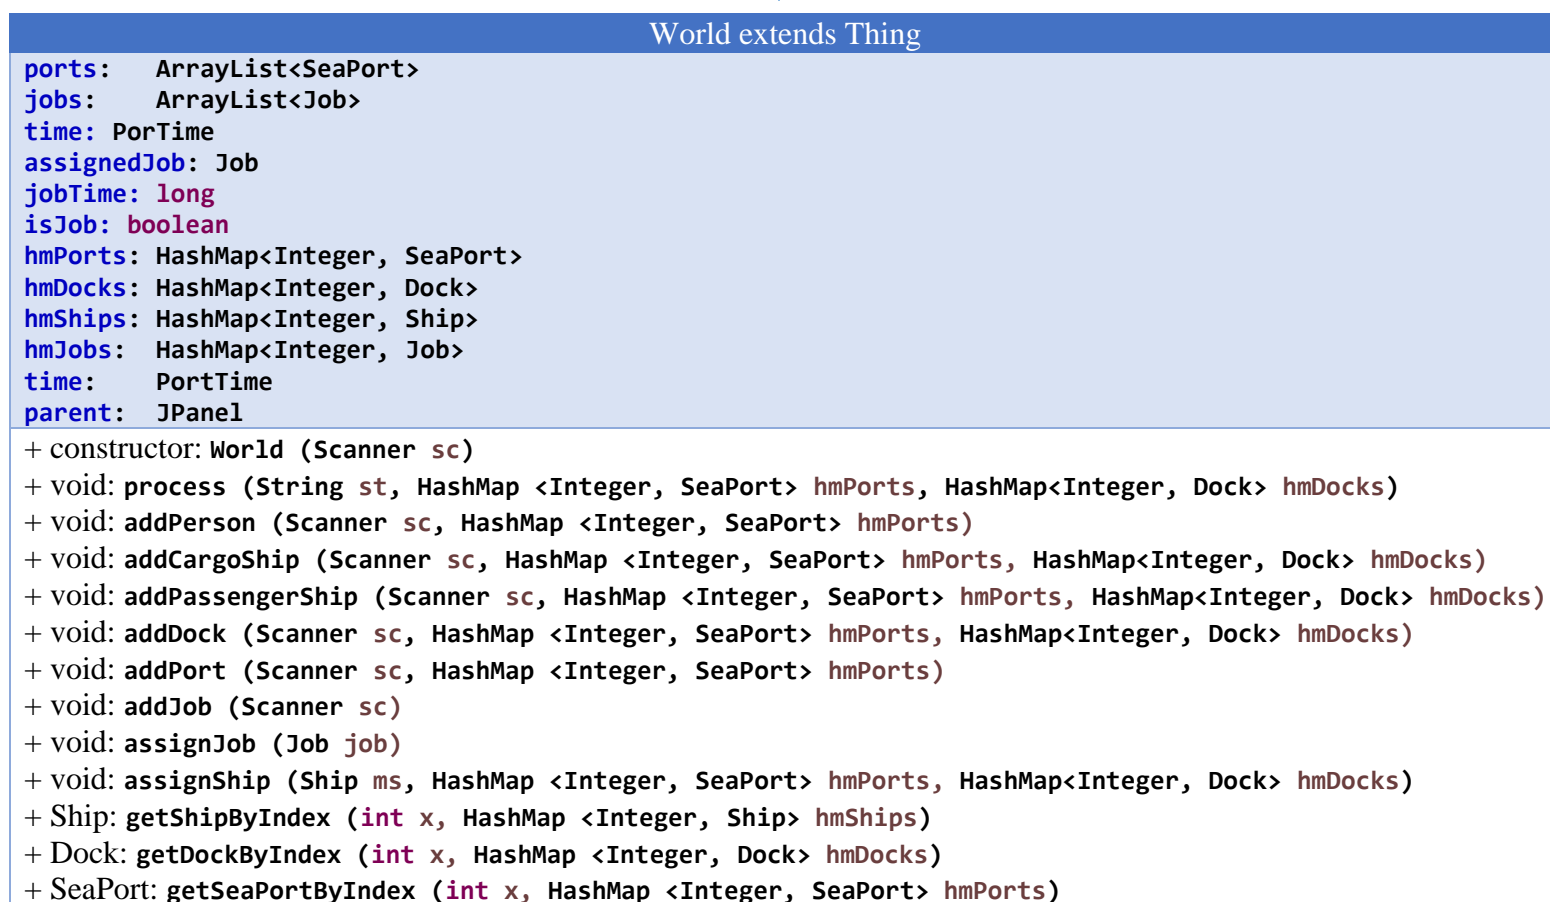 World extends Thing
ports: ArrayList<SeaPort>
jobs: ArrayList<Job>
time: PorTime
assignedJob: Job
jobTime: long
isJob: boolean
hmPorts: HashMap<Integer, SeaPort>
hmDocks: HashMap<Integer, Dock>
hmShips: HashMap<Integer, Ship>
hmJobs: HashMap<Integer, Job>
time: PortTime
parent: JPanel
+ constructor: World (Scanner sc)
+ void: process (String st, HashMap <Integer, SeaPort> hmPorts, HashMap<Integer, Dock> hmDocks)
+ void: addPerson (Scanner sc, HashMap <Integer, SeaPort> hmPorts)
+ void: addCargoShip (Scanner sc, HashMap <Integer, SeaPort> hmPorts, HashMap<Integer, Dock> hmDocks)
+ void: addPassengerShip (Scanner sc, HashMap <Integer, SeaPort> hmPorts, HashMap<Integer, Dock> hmDocks)
+ void: addDock (Scanner sc, HashMap <Integer, SeaPort> hmPorts, HashMap<Integer, Dock> hmDocks)
+ void: addPort (Scanner sc, HashMap <Integer, SeaPort> hmPorts)
+ void: addJob (Scanner sc)
+ void: assignJob (Job job)
+ void: assignShip (Ship ms, HashMap <Integer, SeaPort> hmPorts, HashMap<Integer, Dock> hmDocks)
+ Ship: getShipByIndex (int x, HashMap <Integer, Ship> hmShips)
+ Dock: getDockByIndex (int x, HashMap <Integer, Dock> hmDocks)
+ SeaPort: getSeaPortByIndex (int x, HashMap <Integer, SeaPort> hmPorts)